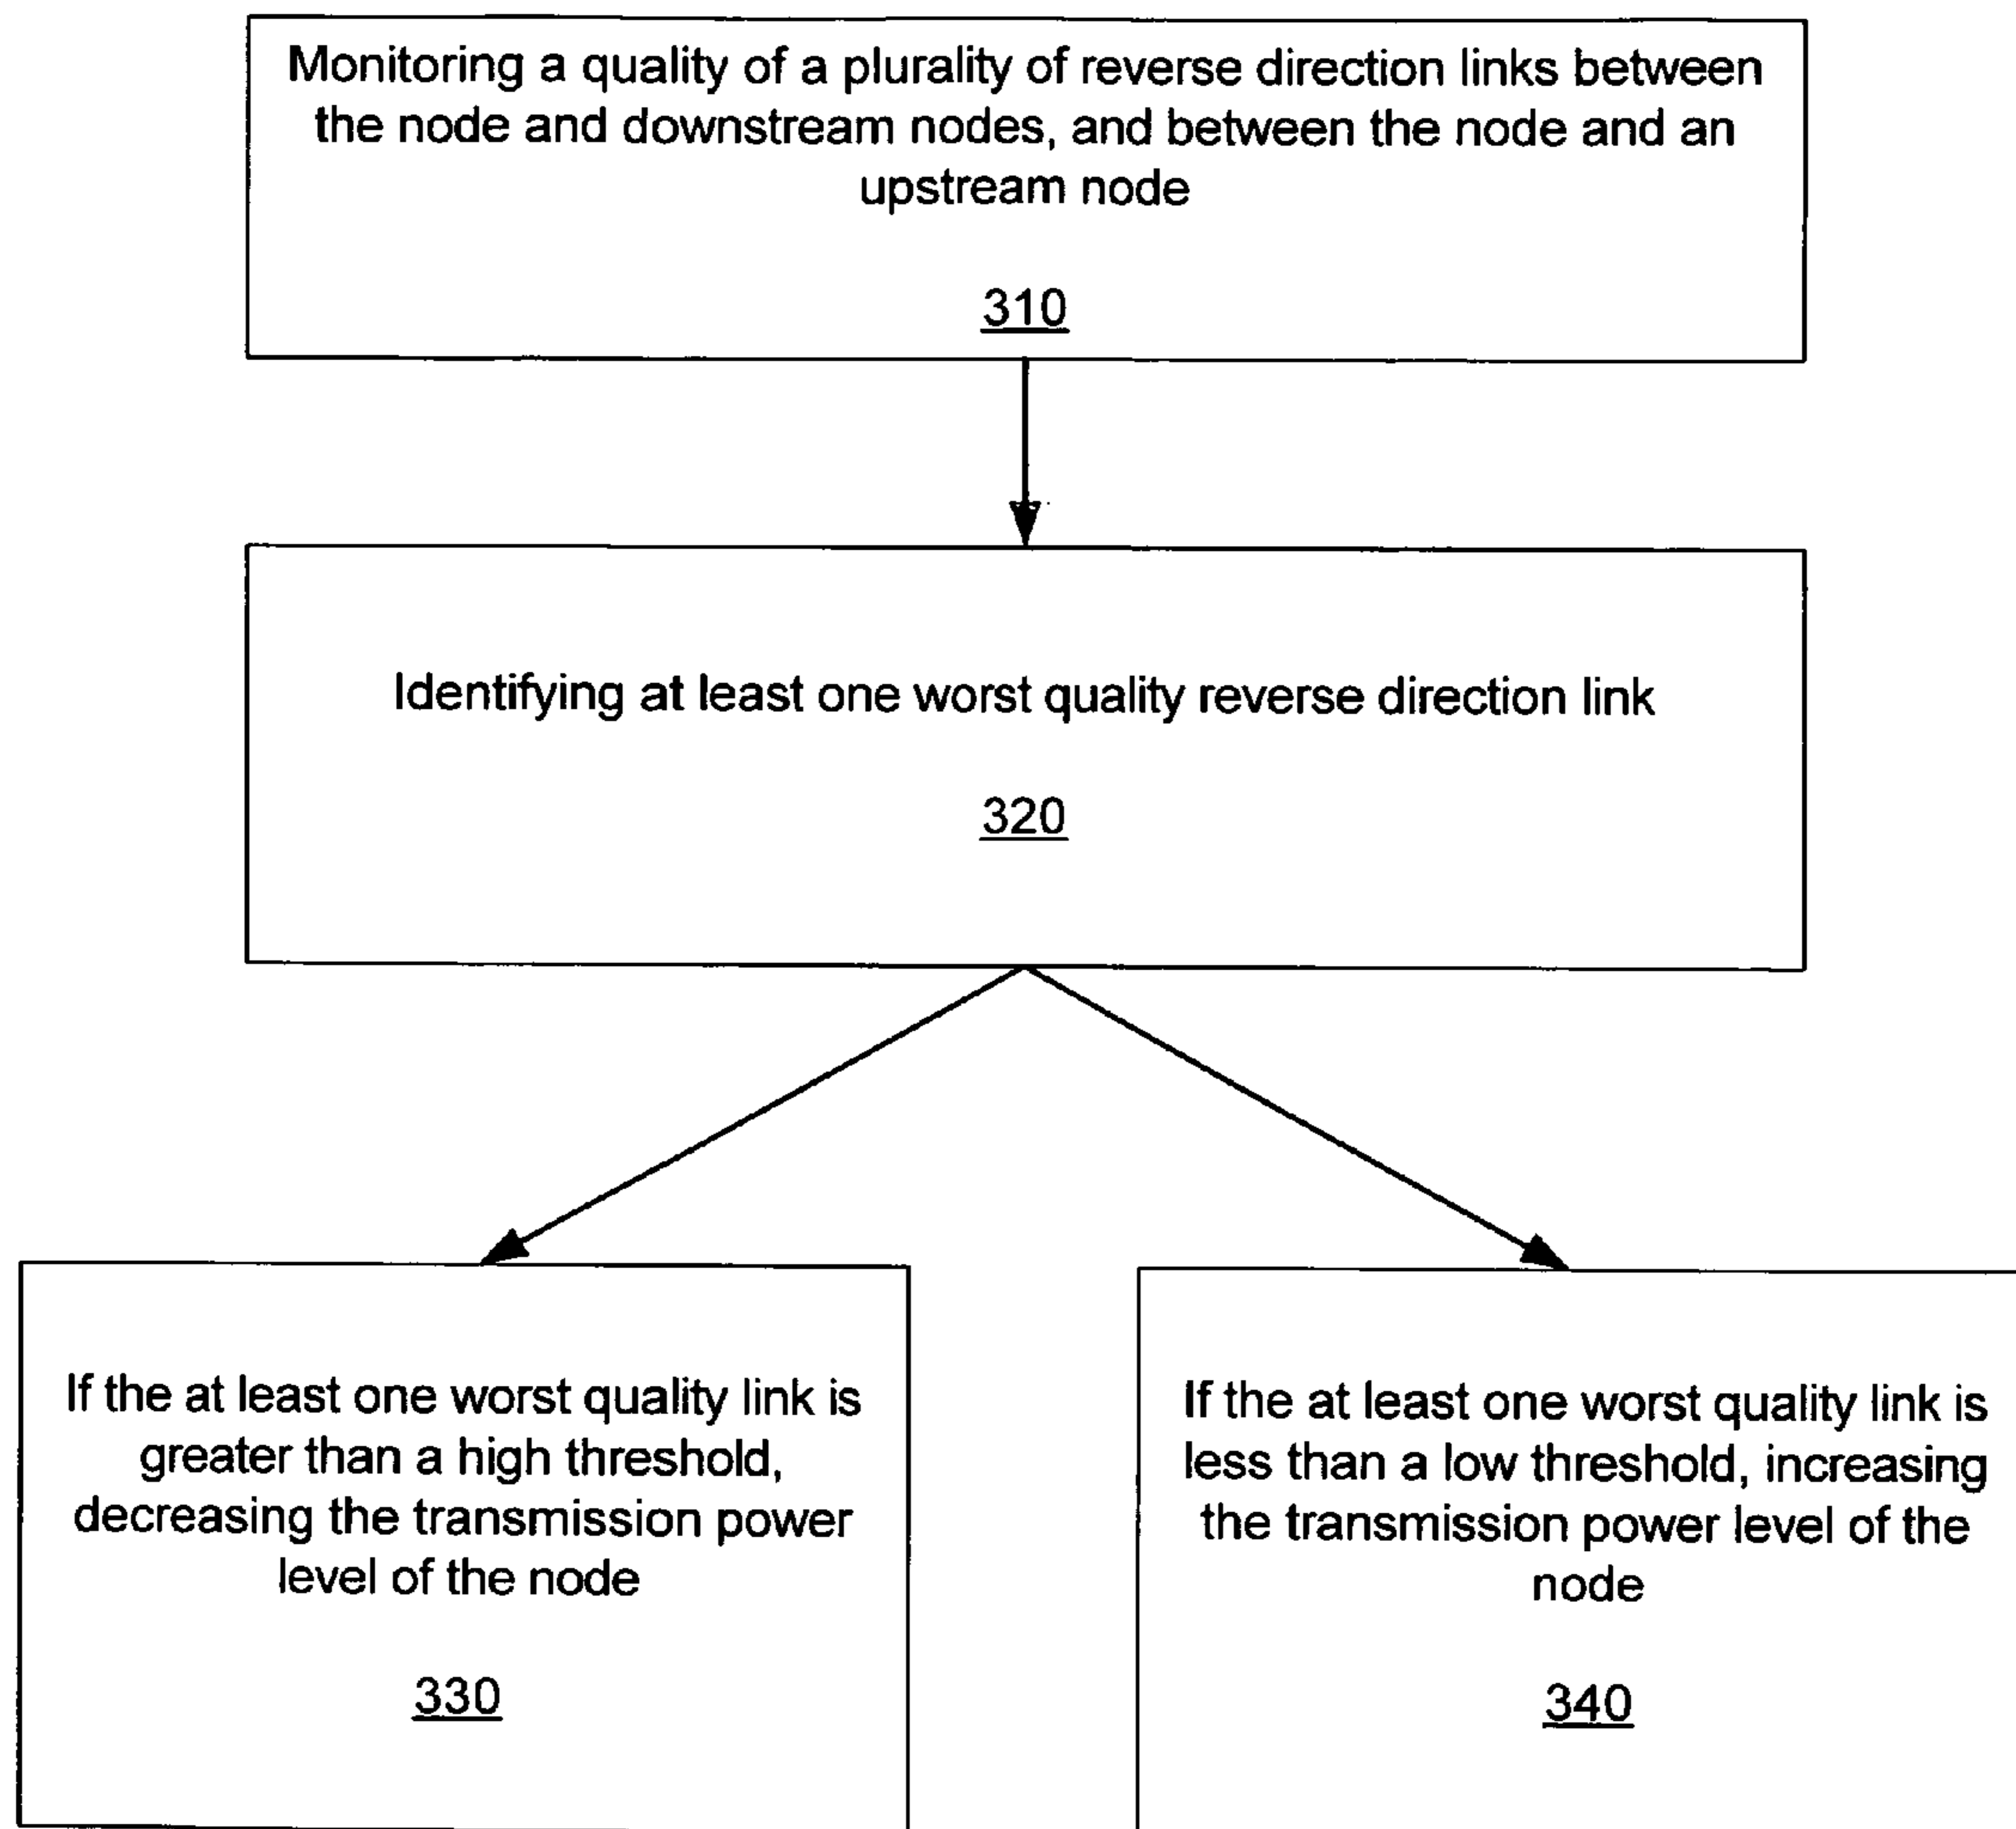 Monitoring a quality of a plurality of reverse direction links between
the node and downstream nodes, and between the node and an
upstream node
310
Identifying at least one worst quality reverse direction link
320
If the at least one worst quality link is
greater than a high threshold,
decreasing the transmission power
level of the node
330
If the at least one worst quality link is
less than a low threshold, increasing
the transmission power level of the
node
340